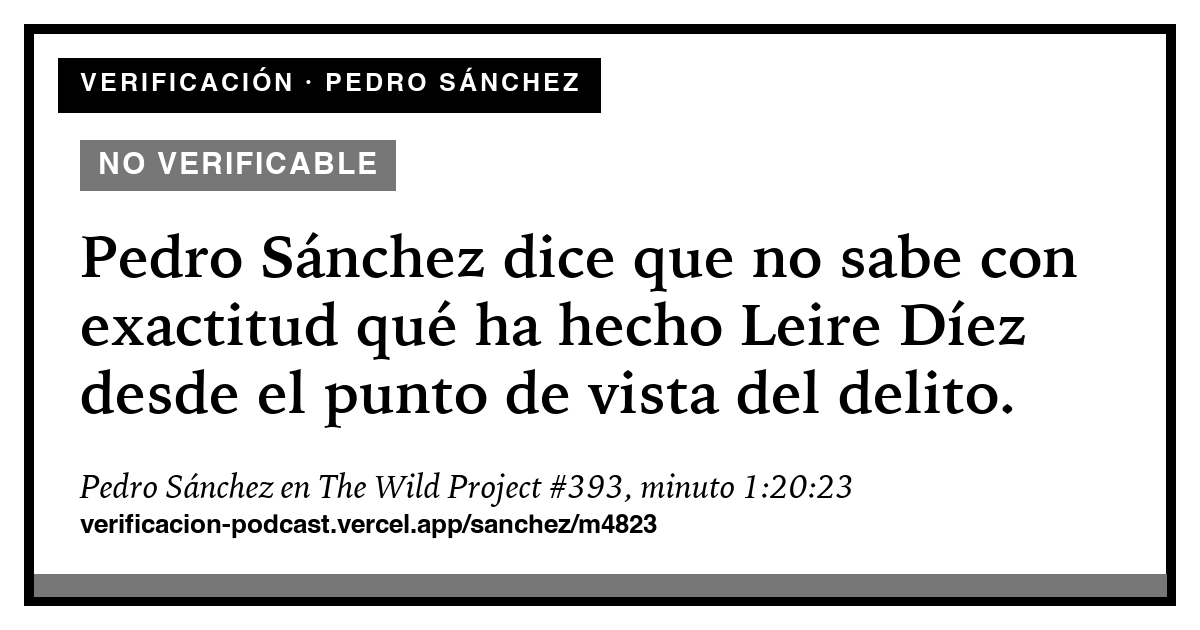 VERIFICACIÓN · PEDRO SÁNCHEZ
NO VERIFICABLE
Pedro Sánchez dice que no sabe con
exactitud qué ha hecho Leire Díez
desde el punto de vista del delito.
Pedro Sánchez en The Wild Project #393, minuto 1:20:23
verificacion-podcast.vercel.app/sanchez/m4823